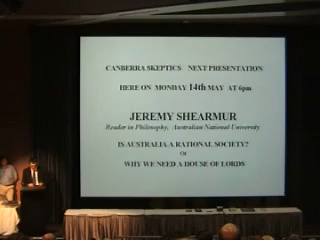 CANBERRA SKEPTICS NEXT PRESENTATION
HERE ON MONDAY 14th MAY AT 6pm
JEREMY SHEARMUR
Reader in Philosophy, Australian National University
IS AUSTRALIA A RATIONAL SOCIETY?
Or
WHY WE NEED A HOUSE OF LORDS